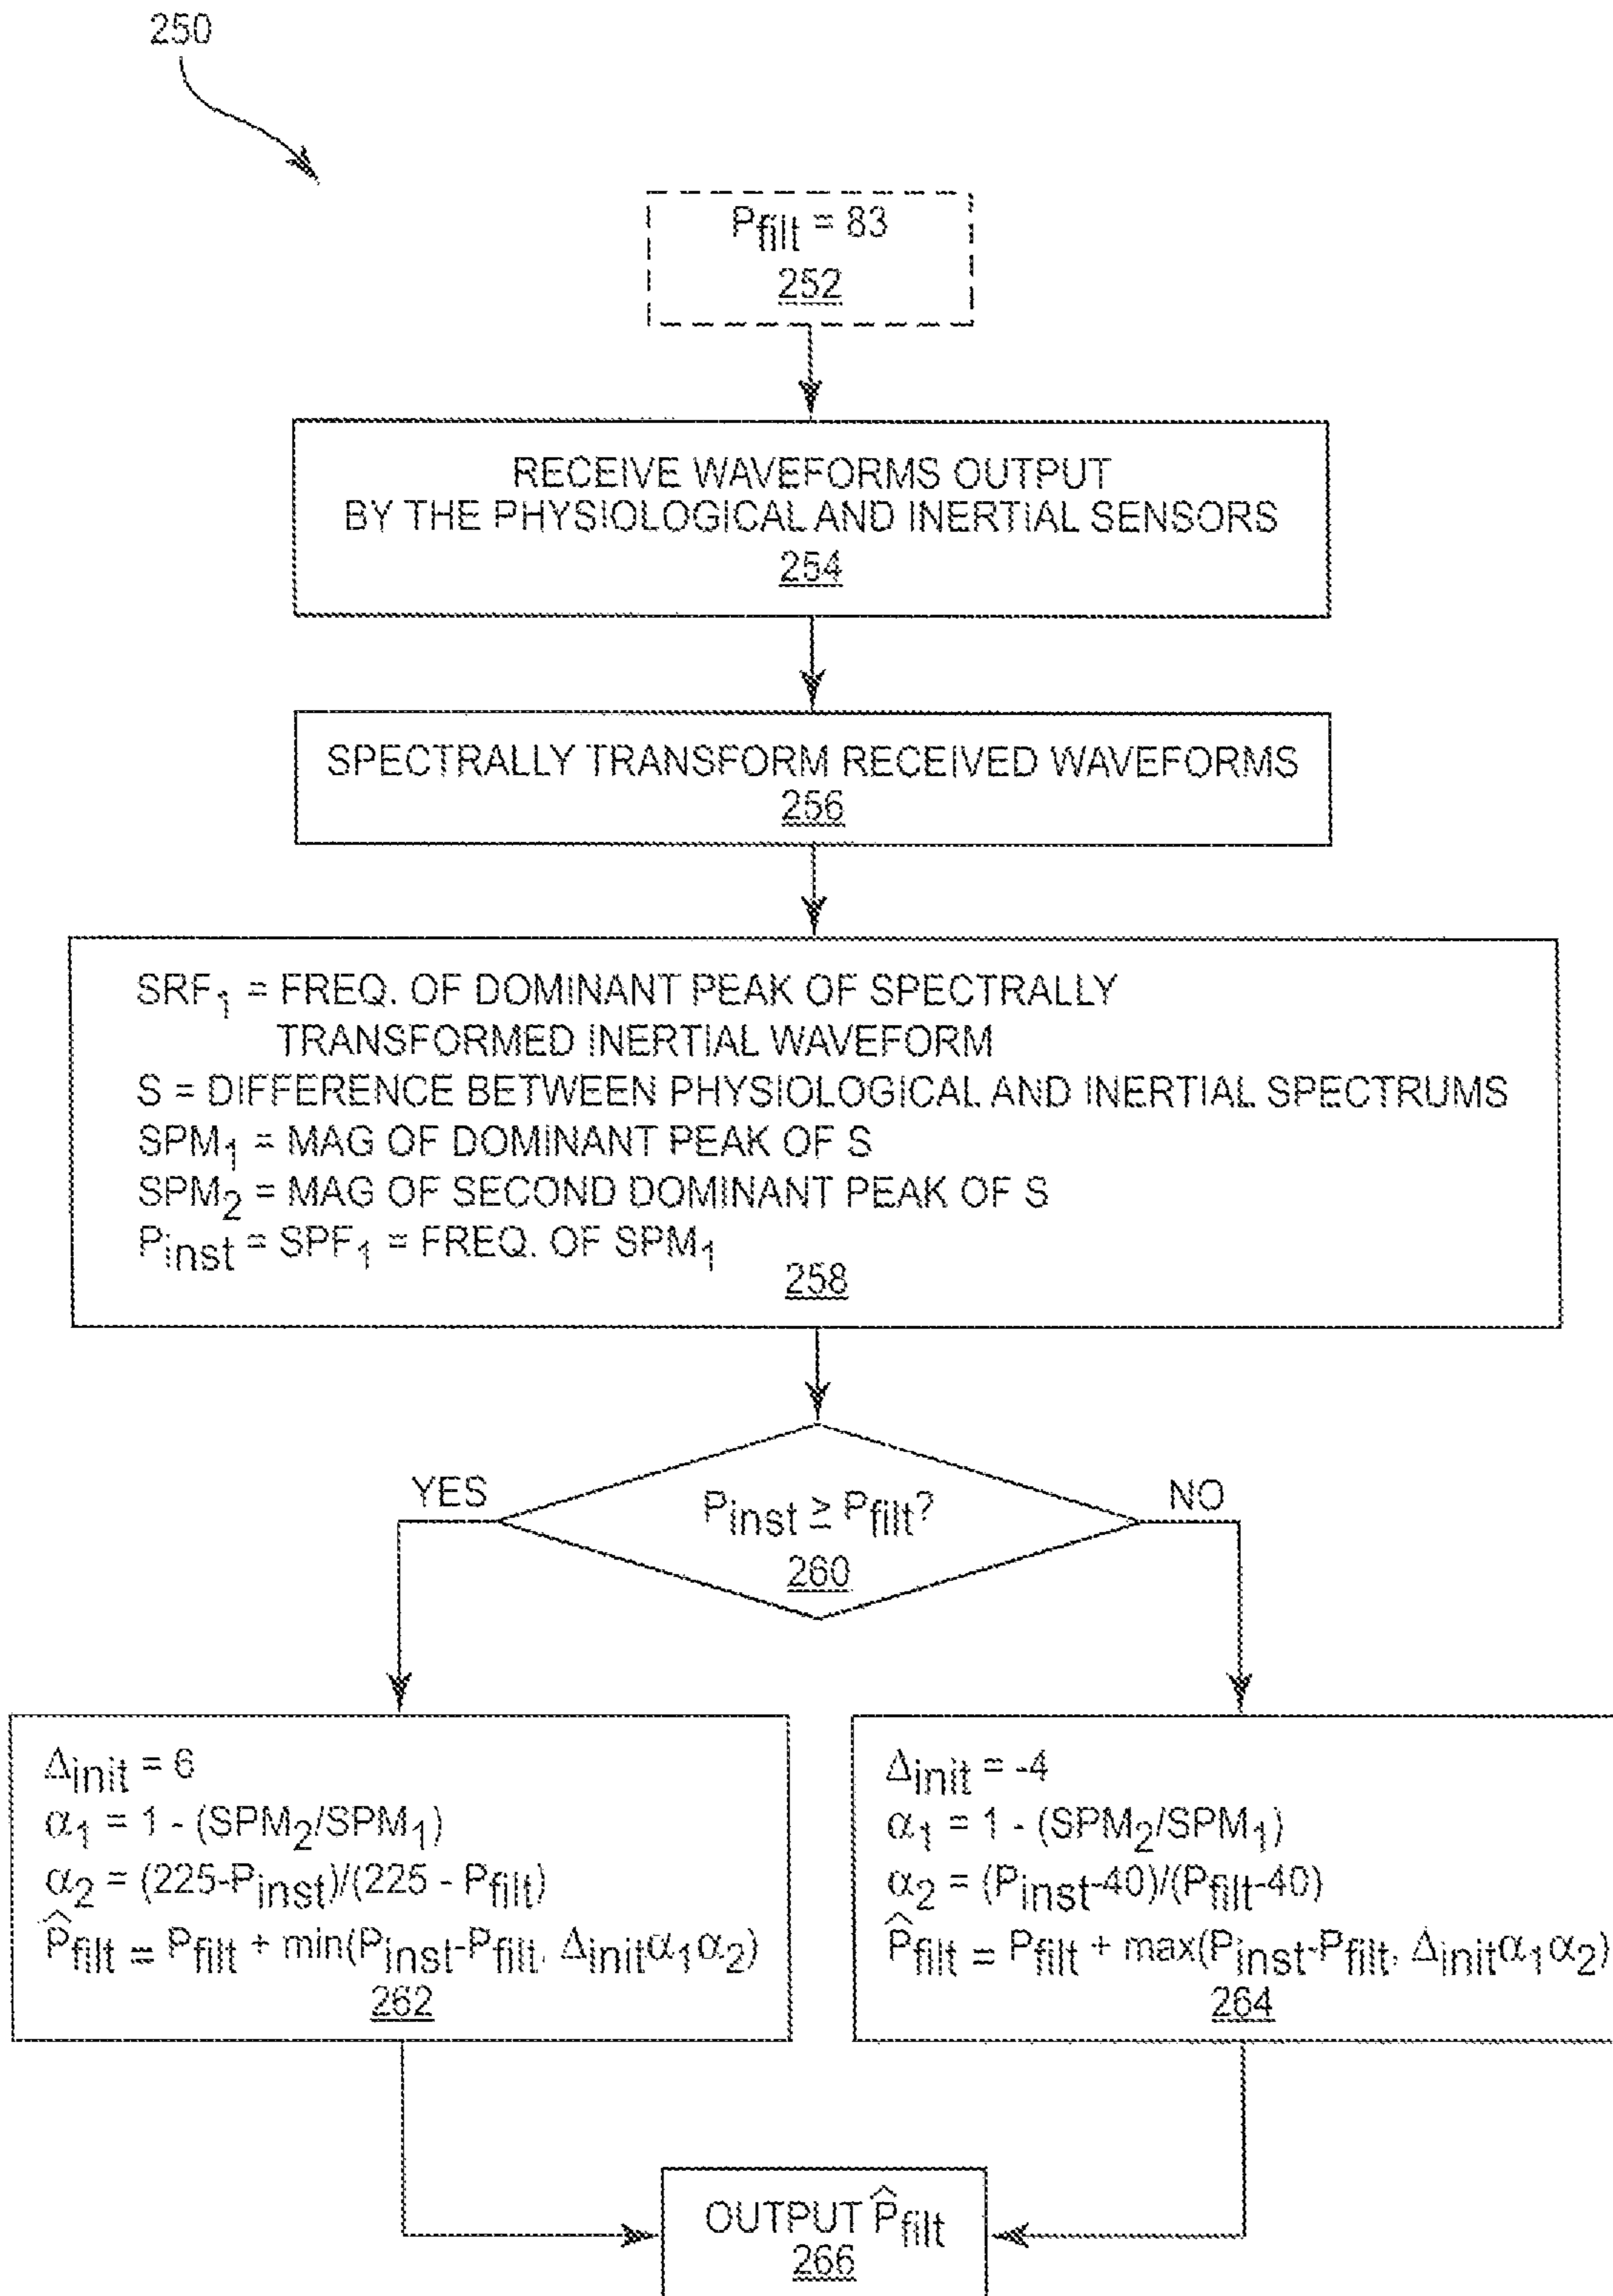 250
Pfilt = 83
252
RECEIVE WAVEFORMS OUTPUT
BY THE PHYSIOLOGICAL AND INERTIAL SENSORS
254
SPECTRALLY TRANSFORM RECEIVED WAVEFORMS
256
SRF1 = FREQ. OF DOMINANT PEAK OF SPECTRALLY
TRANSFORMED INERTIAL WAVEFORM
S = DIFFERENCE BETWEEN PHYSIOLOGICAL AND INERTIAL SPECTRUMS
SPM1 = MAG OF DOMINANT PEAK OF S
SPM2 = MAG OF SECOND DOMINANT PEAK OF S
Pinst = SPF1 = FREQ. OF SPM1
258
Pinst ≥ Pfilt?
260
YES
NO
Δinit = 6
α1 = 1 - (SPM2/SPM1)
α2 = (225-Pinst)/(225 - Pfilt)
P̂filt = Pfilt + min(Pinst-Pfilt, Δinitα1α2)
262
Δinit = -4
α1 = 1 - (SPM2/SPM1)
α2 = (Pinst-40)/(Pfilt-40)
P̂filt = Pfilt + max(Pinst-Pfilt, Δinitα1α2)
264
OUTPUT P̂filt
266